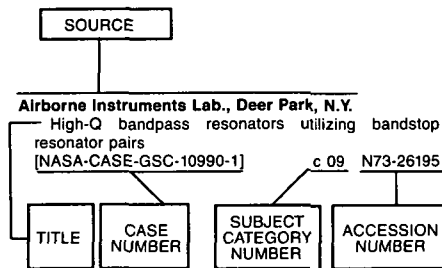 SOURCE
Airborne Instruments Lab., Deer Park, N.Y.
High-Q bandpass resonators utilizing bandstop
resonator pairs
[NASA-CASE-GSC-10990-1] c 09 N73-26195
TITLE CASE NUMBER SUBJECT CATEGORY NUMBER ACCESSION NUMBER